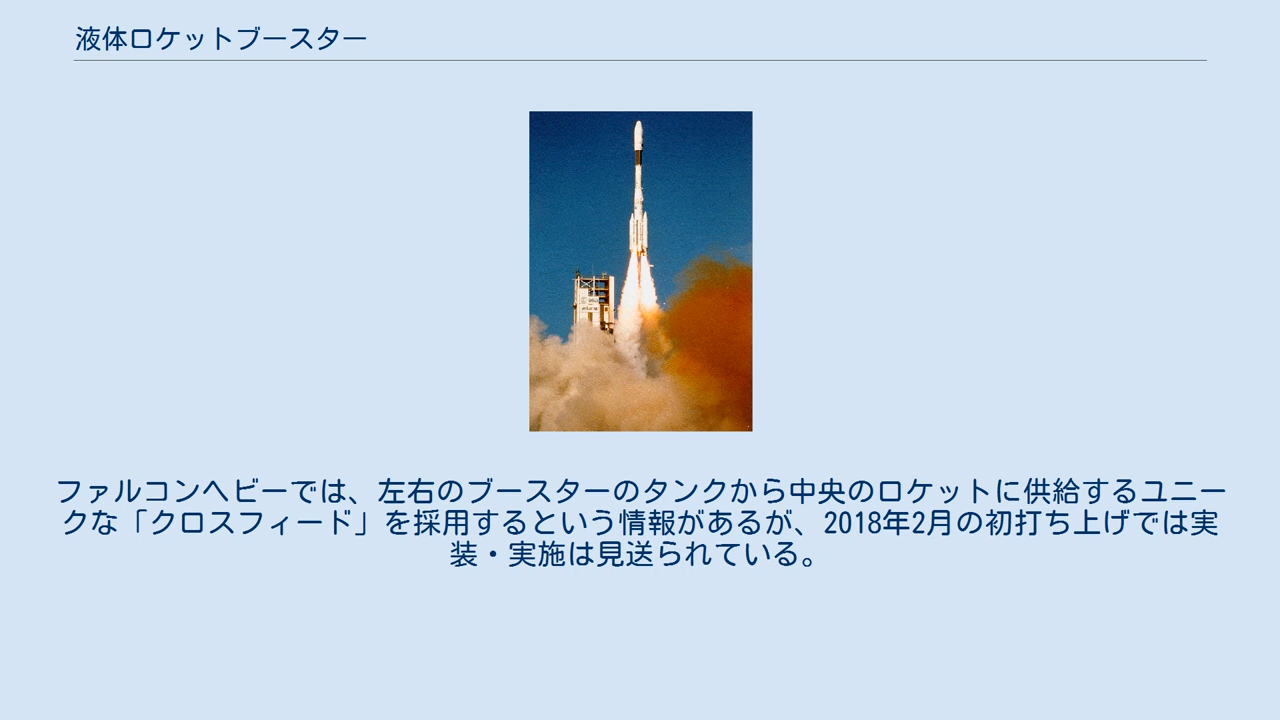 液体ロケットブースター
ファルコンヘビーでは、左右のブースターのタンクから中央のロケットに供給するユニー
クな「クロスフィード」を採用するという情報があるが、2018年2月の初打ち上げでは実
装・実施は見送られている。